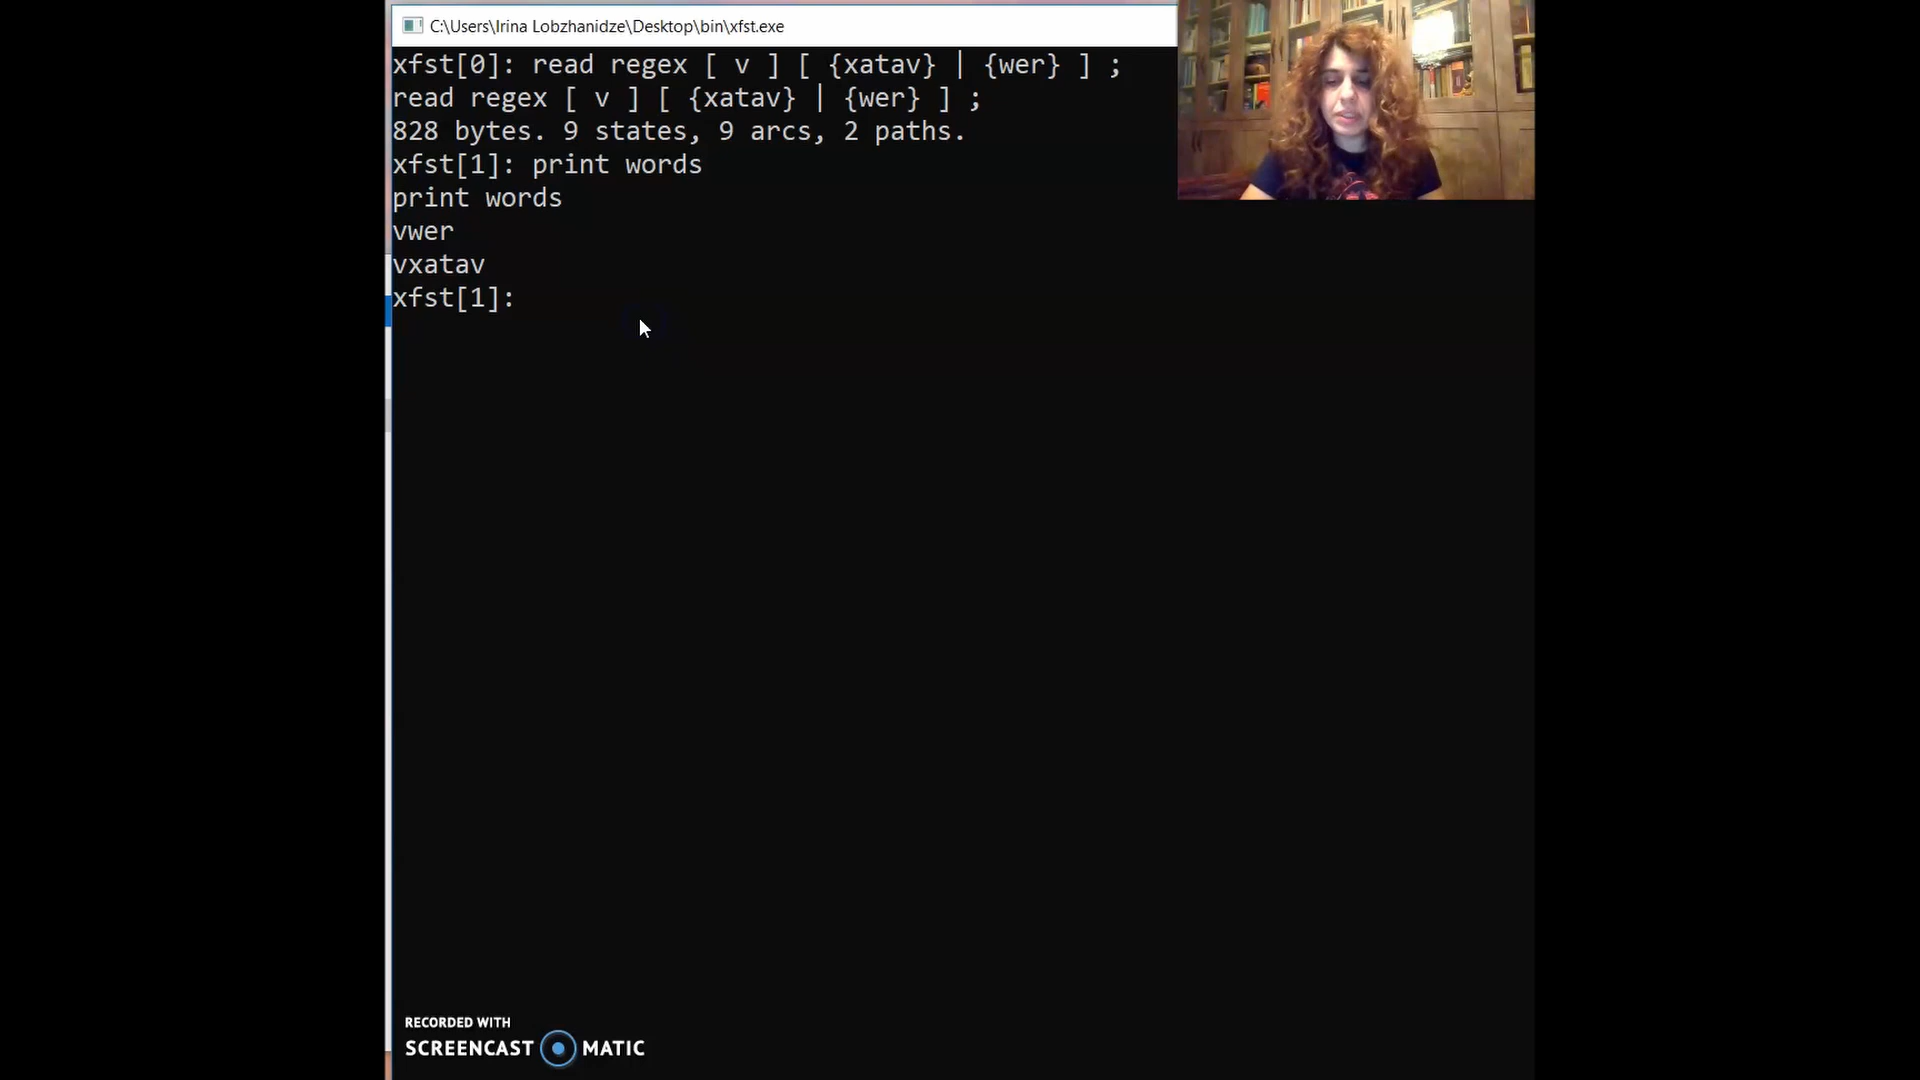 C:\Users\Irina Lobzhanidze\Desktop\bin\xfst.exe
xfst[0]: read regex [ v ] [ {xatav} | {wer} ] ;
read regex [ v ] [ {xatav} | {wer} ] ;
828 bytes. 9 states, 9 arcs, 2 paths.
xfst[1]: print words
print words
vwer
vxatav
xfst[1]:
RECORDED WITH
SCREENCAST MATIC